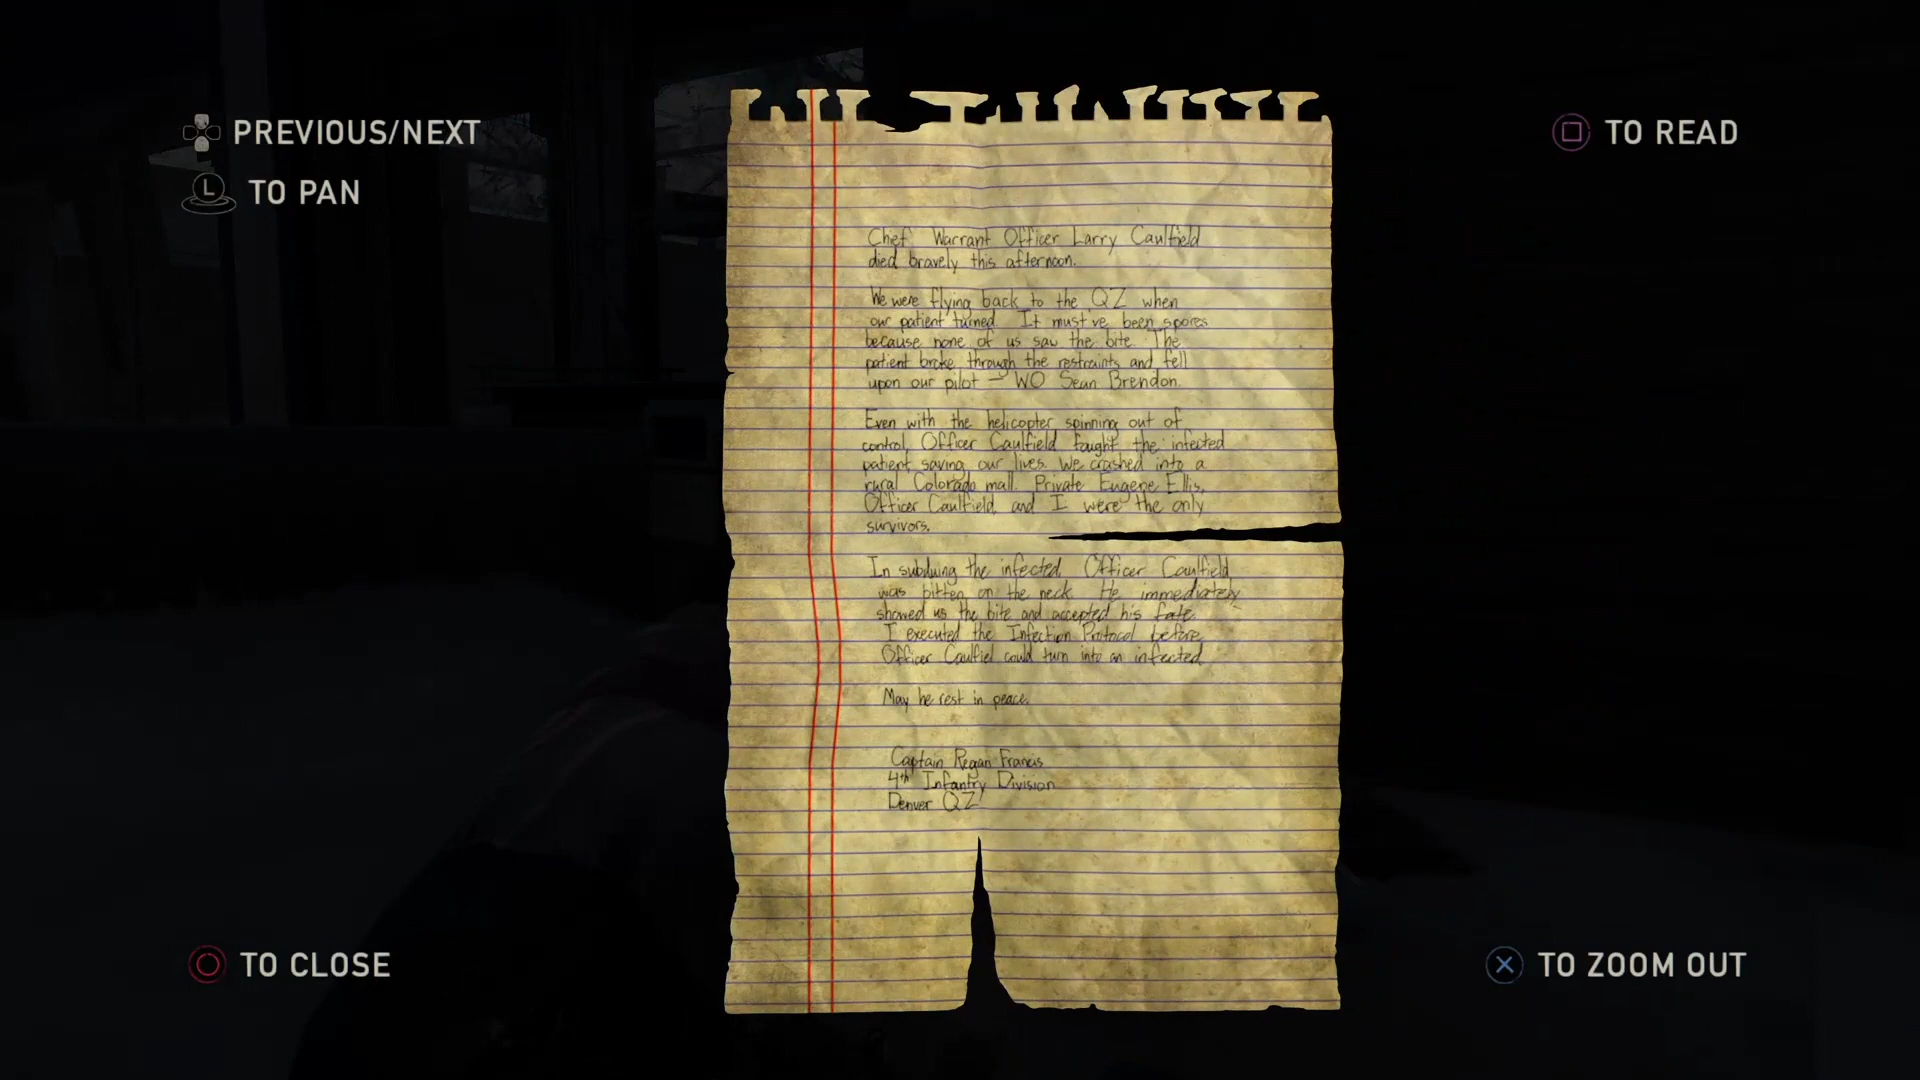 PREVIOUS/NEXT
L TO PAN
TO READ
Chief Warrant Officer Larry Caulfield
died bravely this afternoon.
We were flying back to the QZ when
our patient turned. It must've been spores
because none of us saw the bite. The
patient broke through the restraints and fell
upon our pilot - WO Sean Brendon.
Even with the helicopter spinning out of
control, Officer Caulfield fought the infected
patient, saving our lives. We crashed into a
rural Colorado mall. Private Eugene Ellis,
Officer Caulfield, and I were the only
survivors.
In subduing the infected, Officer Caulfield
was bitten on the neck. He immediately
showed us the bite and accepted his fate.
I executed the Infection Protocol before
Officer Caulfiel could turn into an infected.
May he rest in peace.
Captain Regan Francis
4th Infantry Division
Denver QZ
TO CLOSE
TO ZOOM OUT